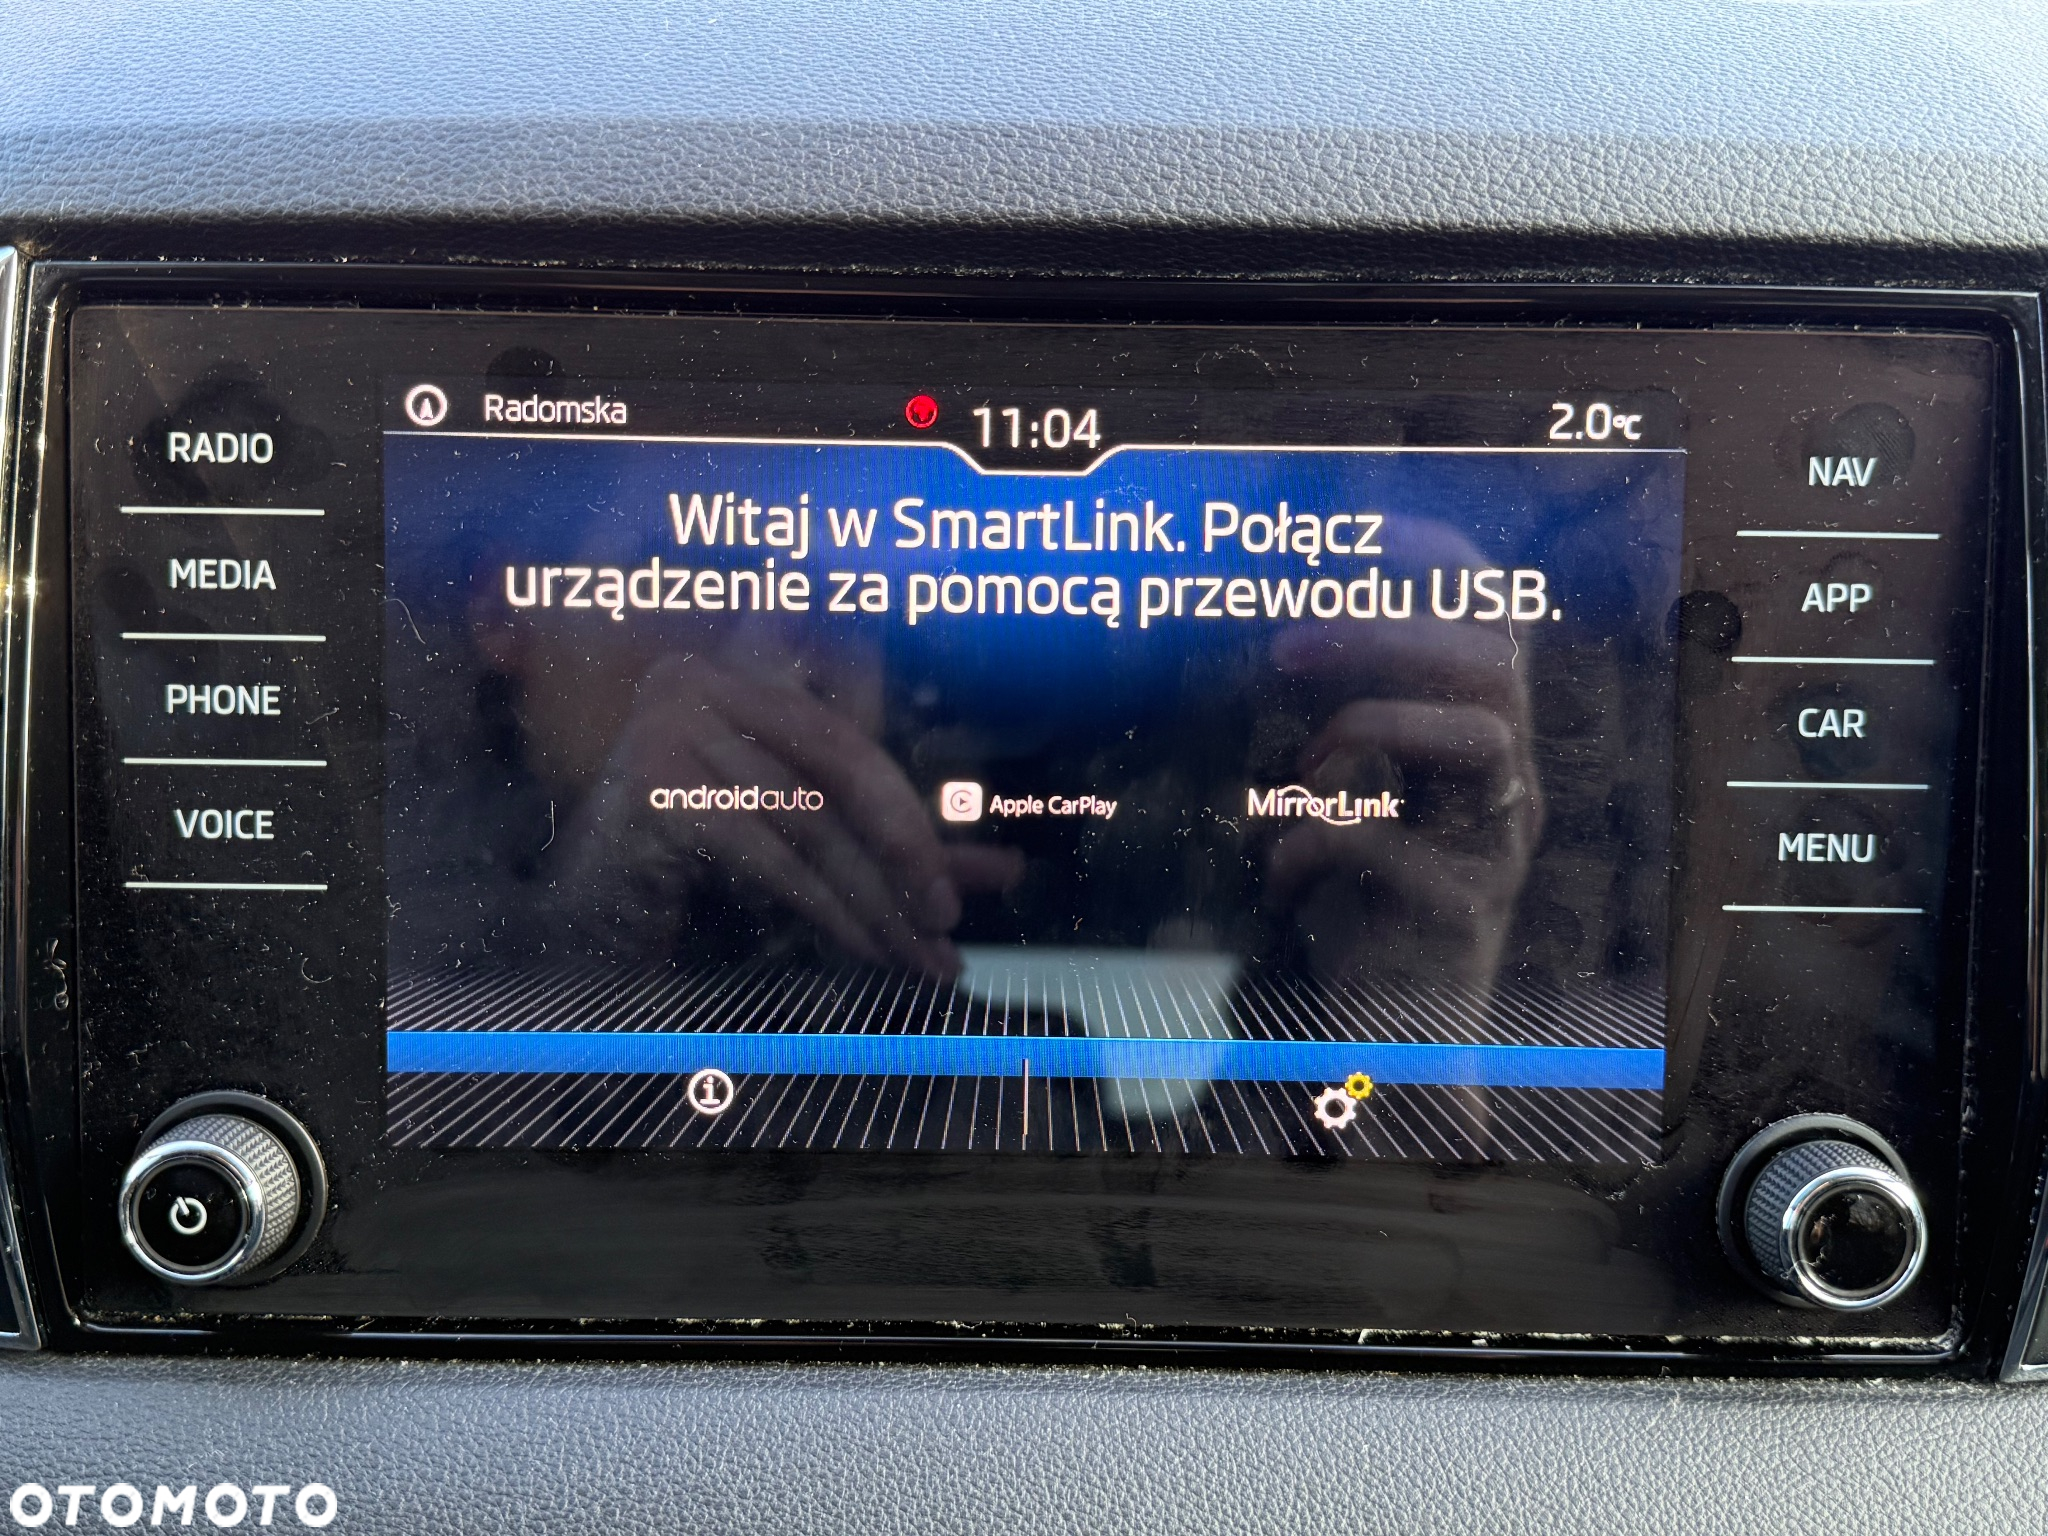 Radomska
11:04
2.0°C
RADIO
MEDIA
PHONE
VOICE
Witaj w SmartLink. Połącz
urządzenie za pomocą przewodu USB.
androidauto
Apple CarPlay
MirrorLink
NAV
APP
CAR
MENU
OTOMOTO